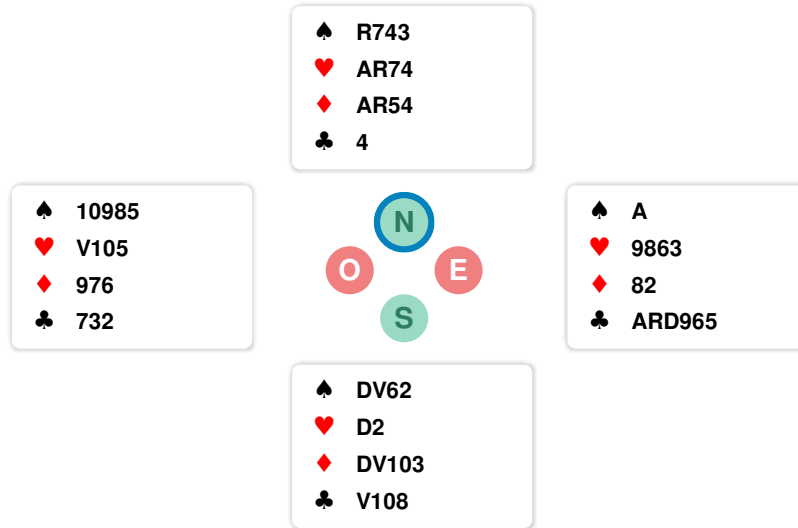 ♠ R743
♥ AR74
♦ AR54
♣ 4
♠ 10985
♥ V105
♦ 976
♣ 732
N
O
E
S
♠ A
♥ 9863
♦ 82
♣ ARD965
♠ DV62
♥ D2
♦ DV103
♣ V108